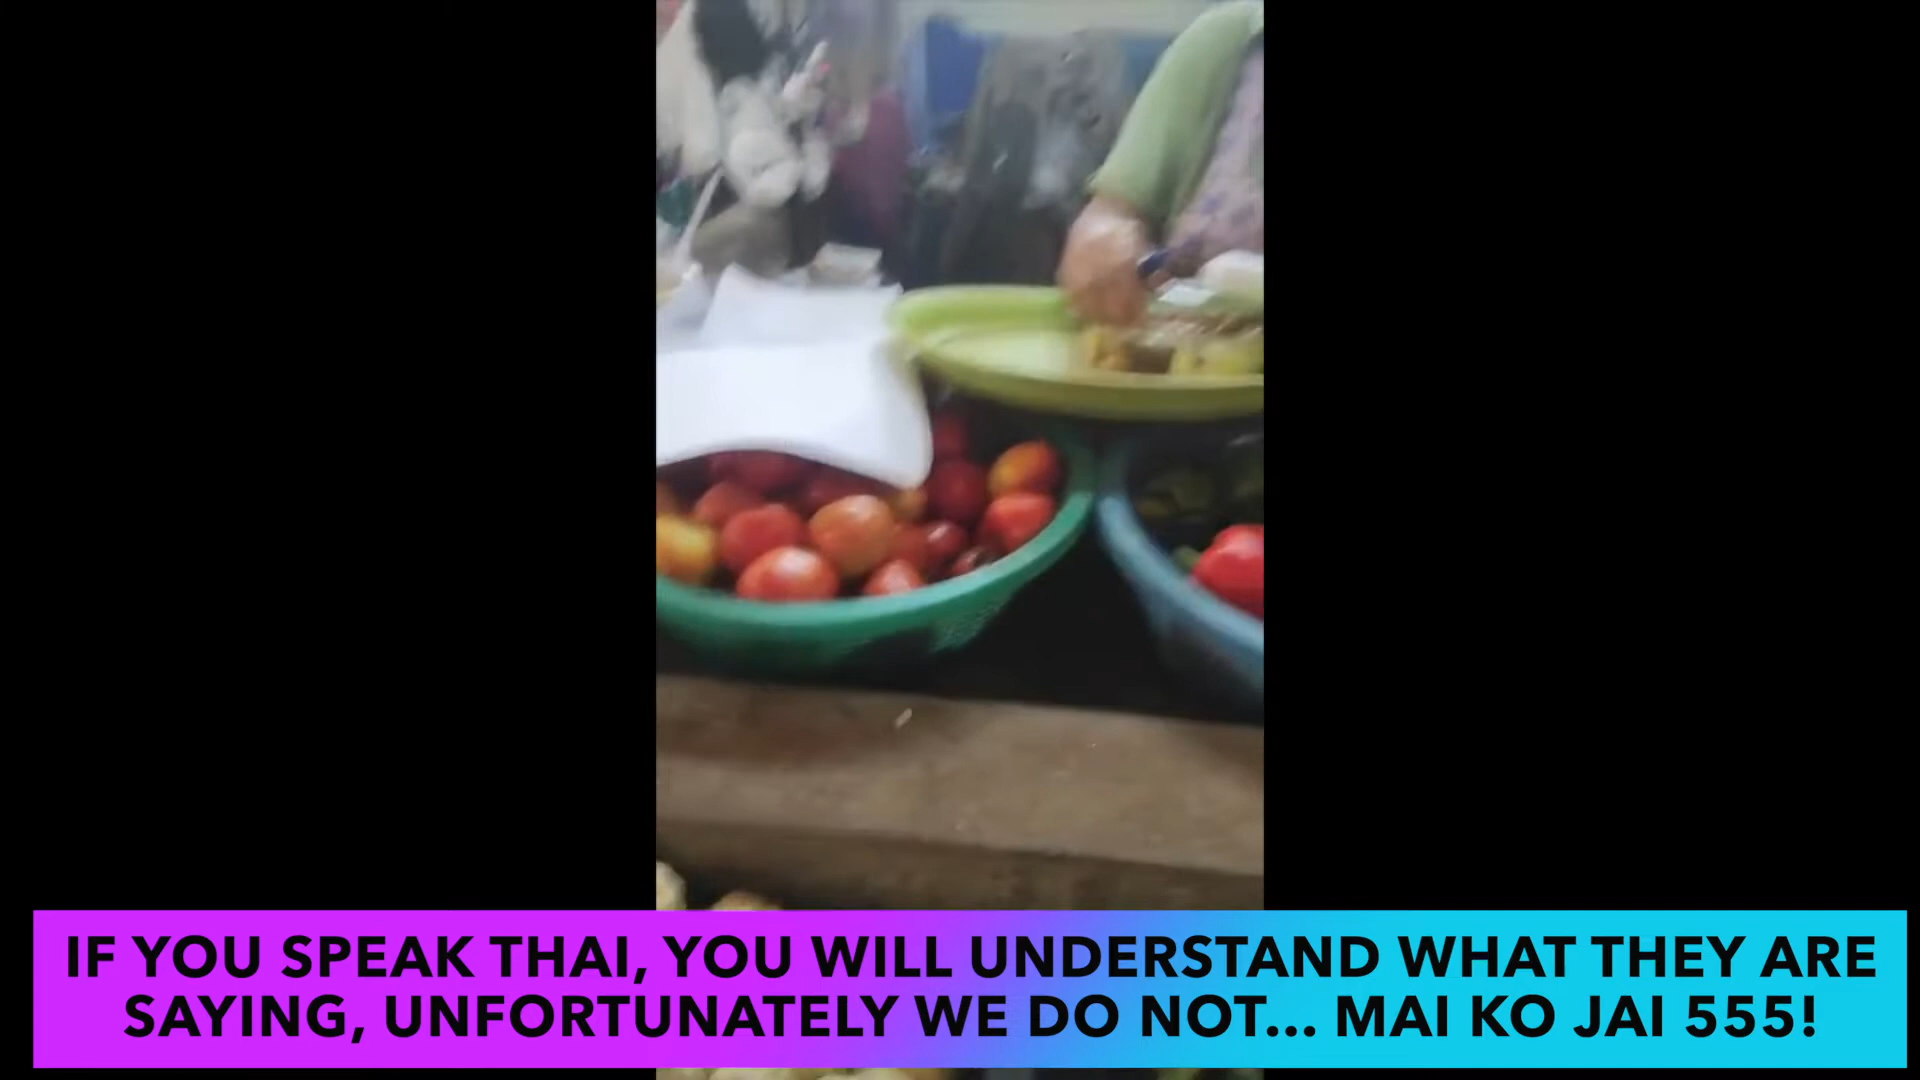 IF YOU SPEAK THAI, YOU WILL UNDERSTAND WHAT THEY ARE
SAYING, UNFORTUNATELY WE DO NOT... MAI KO JAI 555!